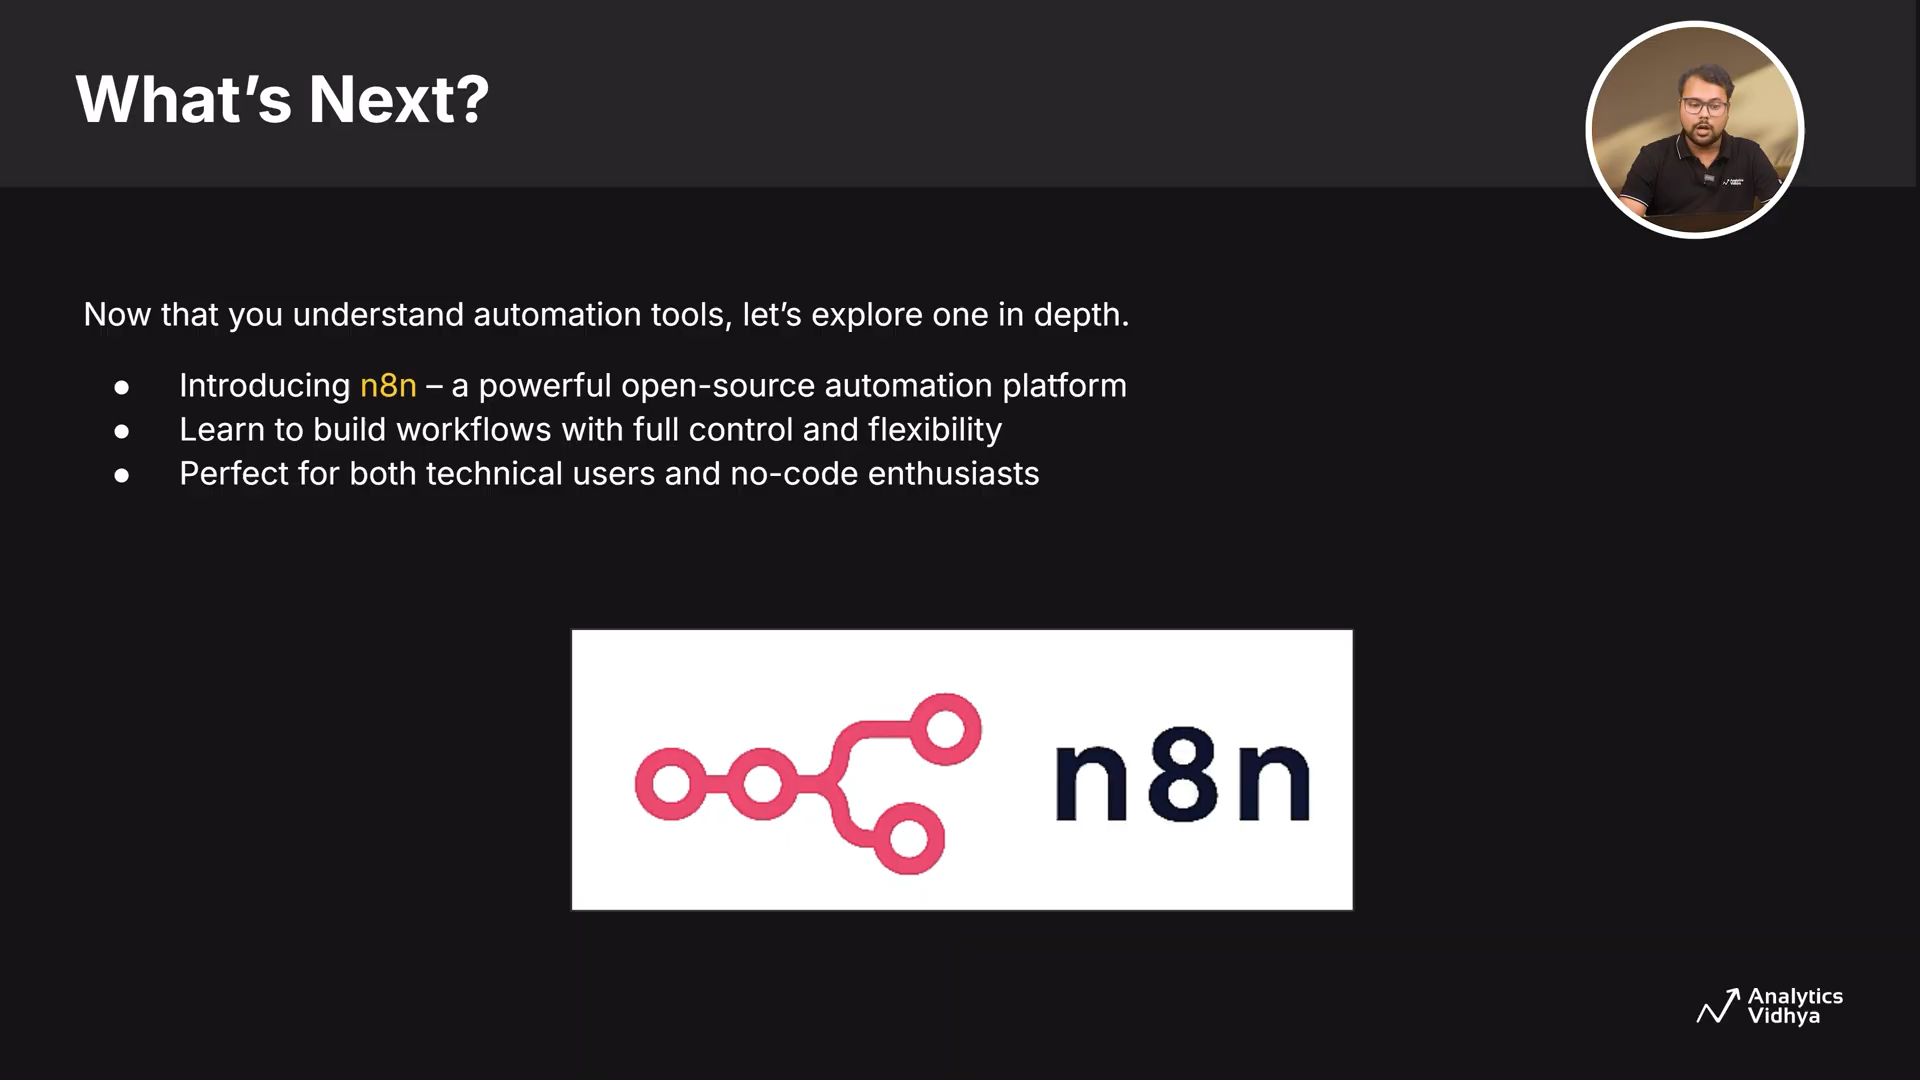 What’s Next?
Now that you understand automation tools, let’s explore one in depth.
● Introducing n8n – a powerful open-source automation platform
● Learn to build workflows with full control and flexibility
● Perfect for both technical users and no-code enthusiasts
n8n
Analytics
Vidhya